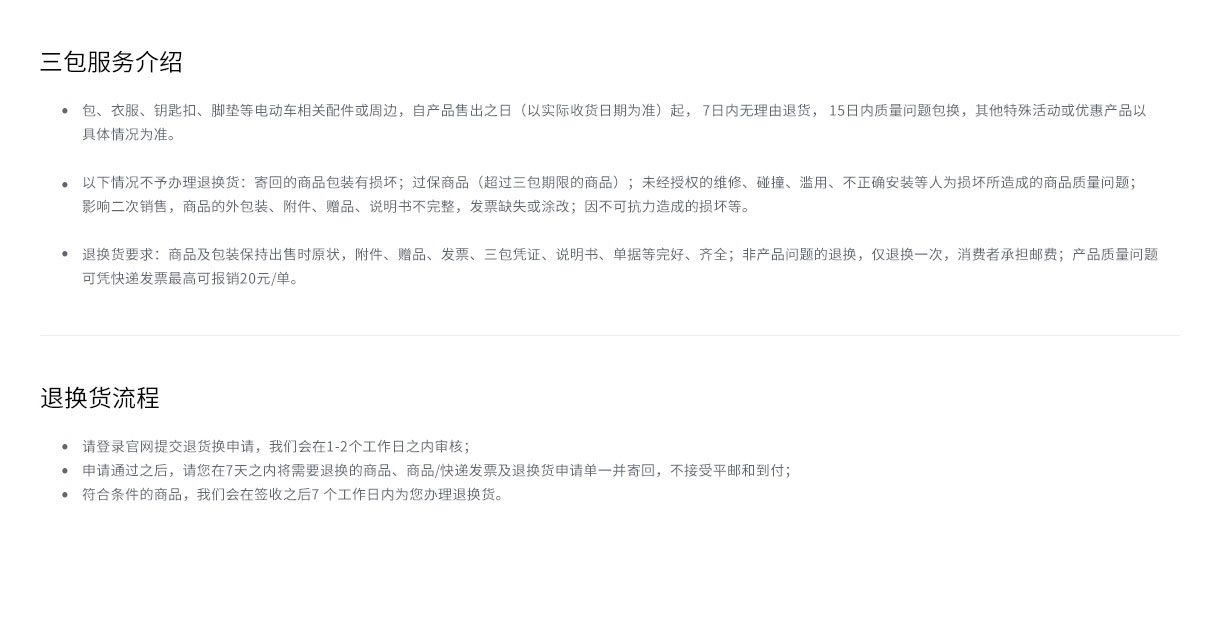 三包服务介绍
包、衣服、钥匙扣、脚垫等电动车相关配件或周边，自产品售出之日（以实际收货日期为准）起， 7日内无理由退货， 15日内质量问题包换，其他特殊活动或优惠产品以
具体情况为准。
以下情况不予办理退换货：寄回的商品包装有损坏；过保商品（超过三包期限的商品）；未经授权的维修、碰撞、滥用、不正确安装等人为损坏所造成的商品质量问题；
影响二次销售，商品的外包装、附件、赠品、说明书不完整，发票缺失或涂改；因不可抗力造成的损坏等。
退换货要求：商品及包装保持出售时原状，附件、赠品、发票、三包凭证、说明书、单据等完好、齐全；非产品问题的退换，仅退换一次，消费者承担邮费；产品质量问题
可凭快递发票最高可报销20元/单。
退换货流程
请登录官网提交退货换申请，我们会在1-2个工作日之内审核；
申请通过之后，请您在7天之内将需要退换的商品、商品/快递发票及退换货申请单一并寄回，不接受平邮和到付；
符合条件的商品，我们会在签收之后7 个工作日内为您办理退换货。